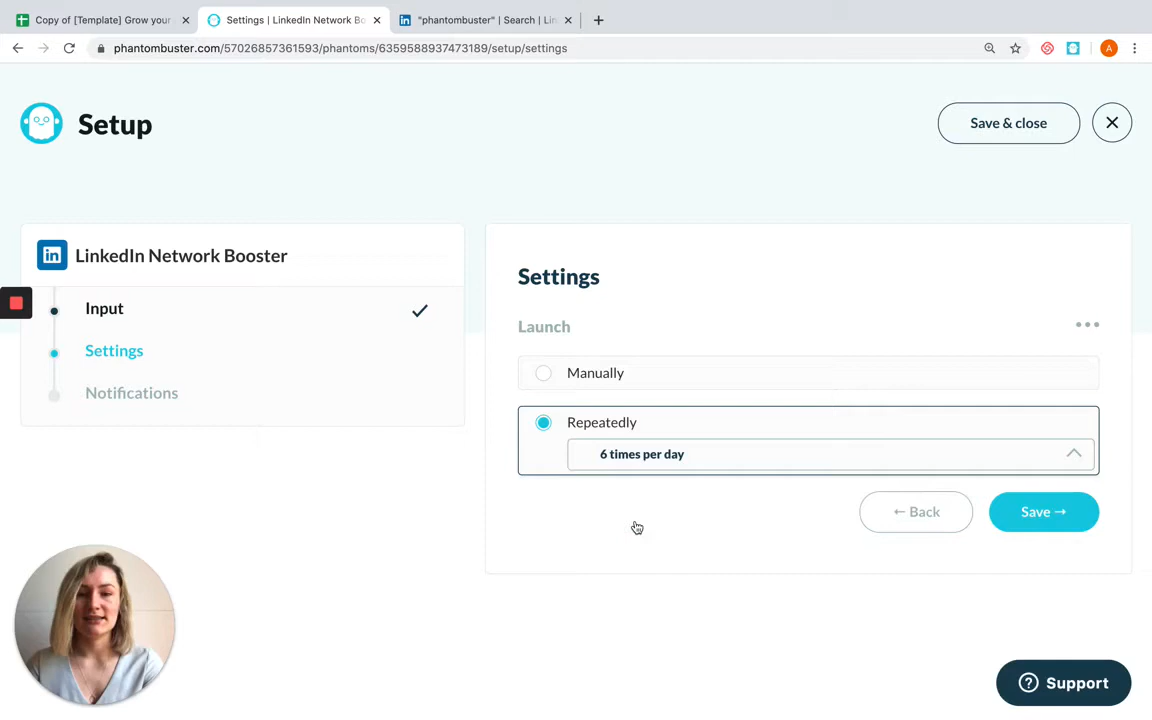 Copy of [Template] Grow your
Settings | LinkedIn Network Bo
"phantombuster" | Search | Lin
phantombuster.com/57026857361593/phantoms/6359588937473189/setup/settings
A
Setup
Save & close
in LinkedIn Network Booster
Input
Settings
Notifications
Settings
Launch
Manually
Repeatedly
6 times per day
← Back
Save →
? Support